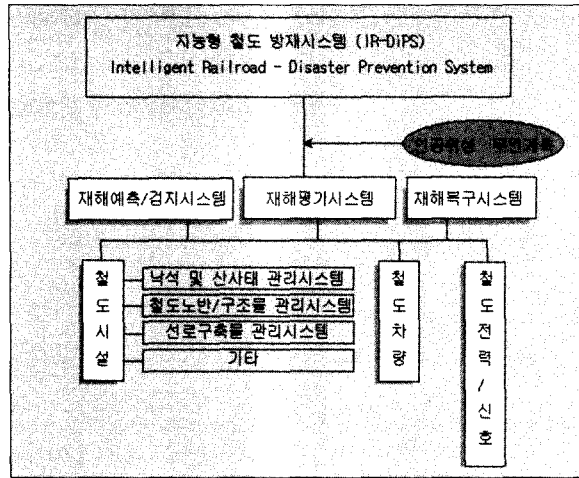 지능형 철도 방재시스템 (IR-DiPS)
Intelligent Railroad - Disaster Prevention System
인공위성
재해예측/검지시스템
재해평가시스템
재해복구시스템
철도시설
낙석 및 산사태 관리시스템
철도노반/구조물 관리시스템
선로구축물 관리시스템
기타
철도차량
철도전력/신호